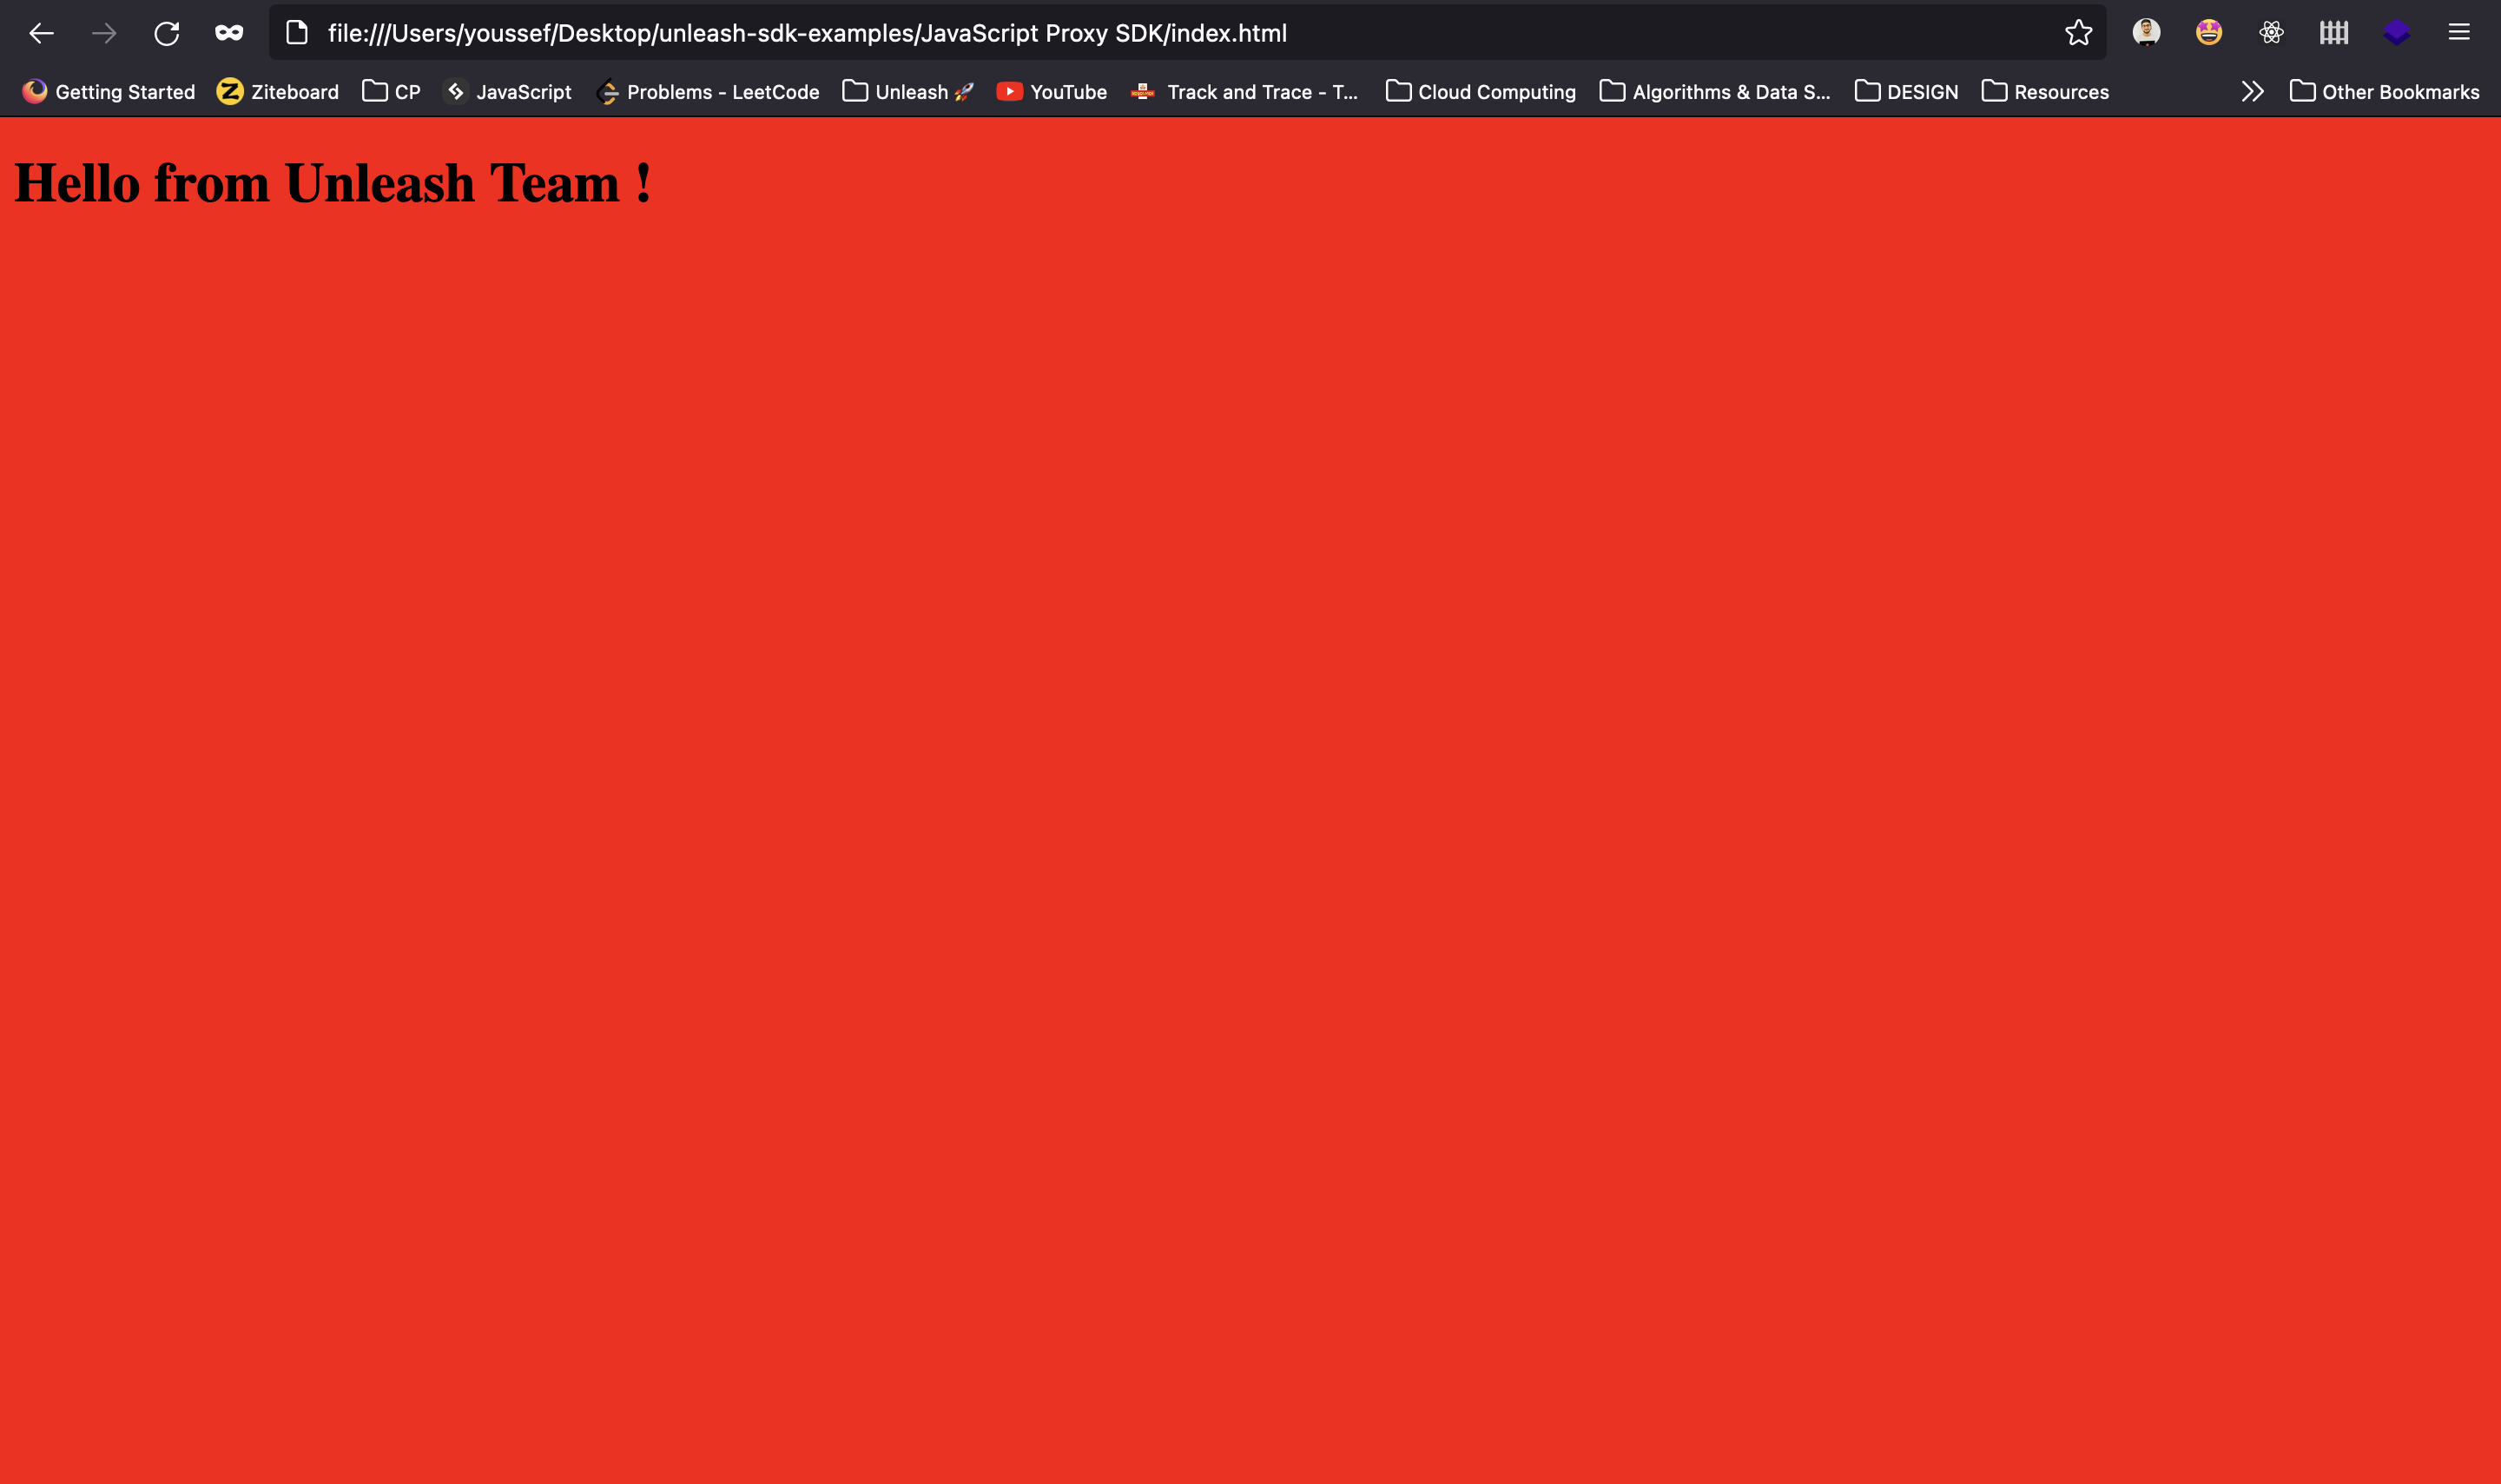 file:///Users/youssef/Desktop/unleash-sdk-examples/JavaScript Proxy SDK/index.html
Getting Started Ziteboard CP JavaScript Problems - LeetCode Unleash 🚀 YouTube Track and Trace - T... Cloud Computing Algorithms & Data S... DESIGN Resources Other Bookmarks
Hello from Unleash Team !